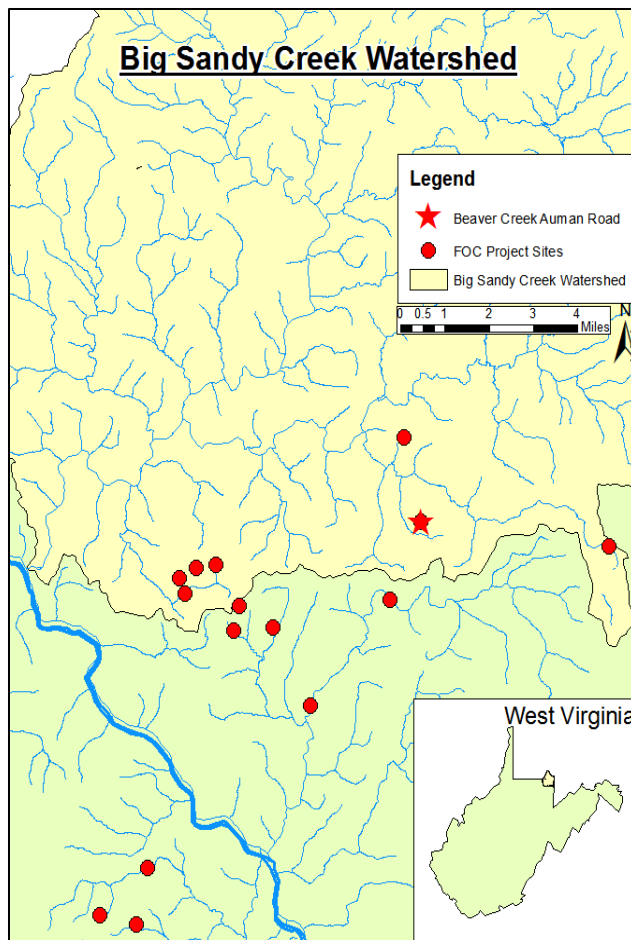 Big Sandy Creek Watershed
Legend
Beaver Creek Auman Road
FOC Project Sites
Big Sandy Creek Watershed
N
0 0.5 1 2 3 4
Miles
West Virginia